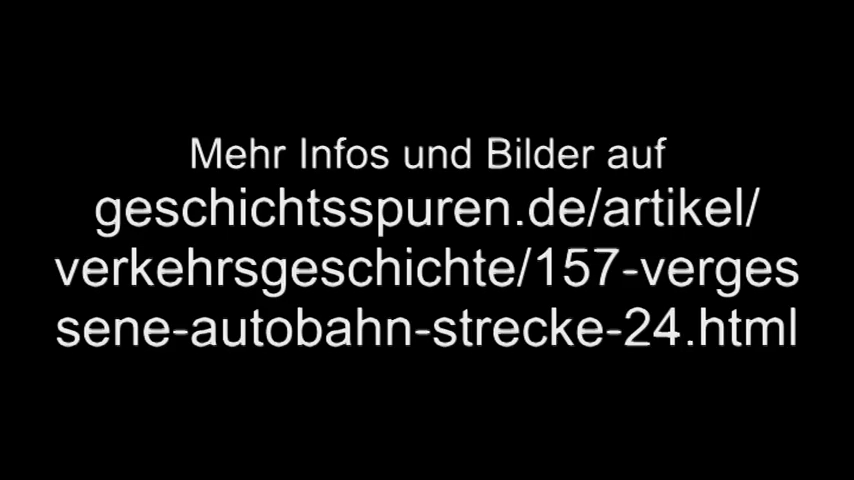 Mehr Infos und Bilder auf
geschichtsspuren.de/artikel/
verkehrsgeschichte/157-verges
sene-autobahn-strecke-24.html